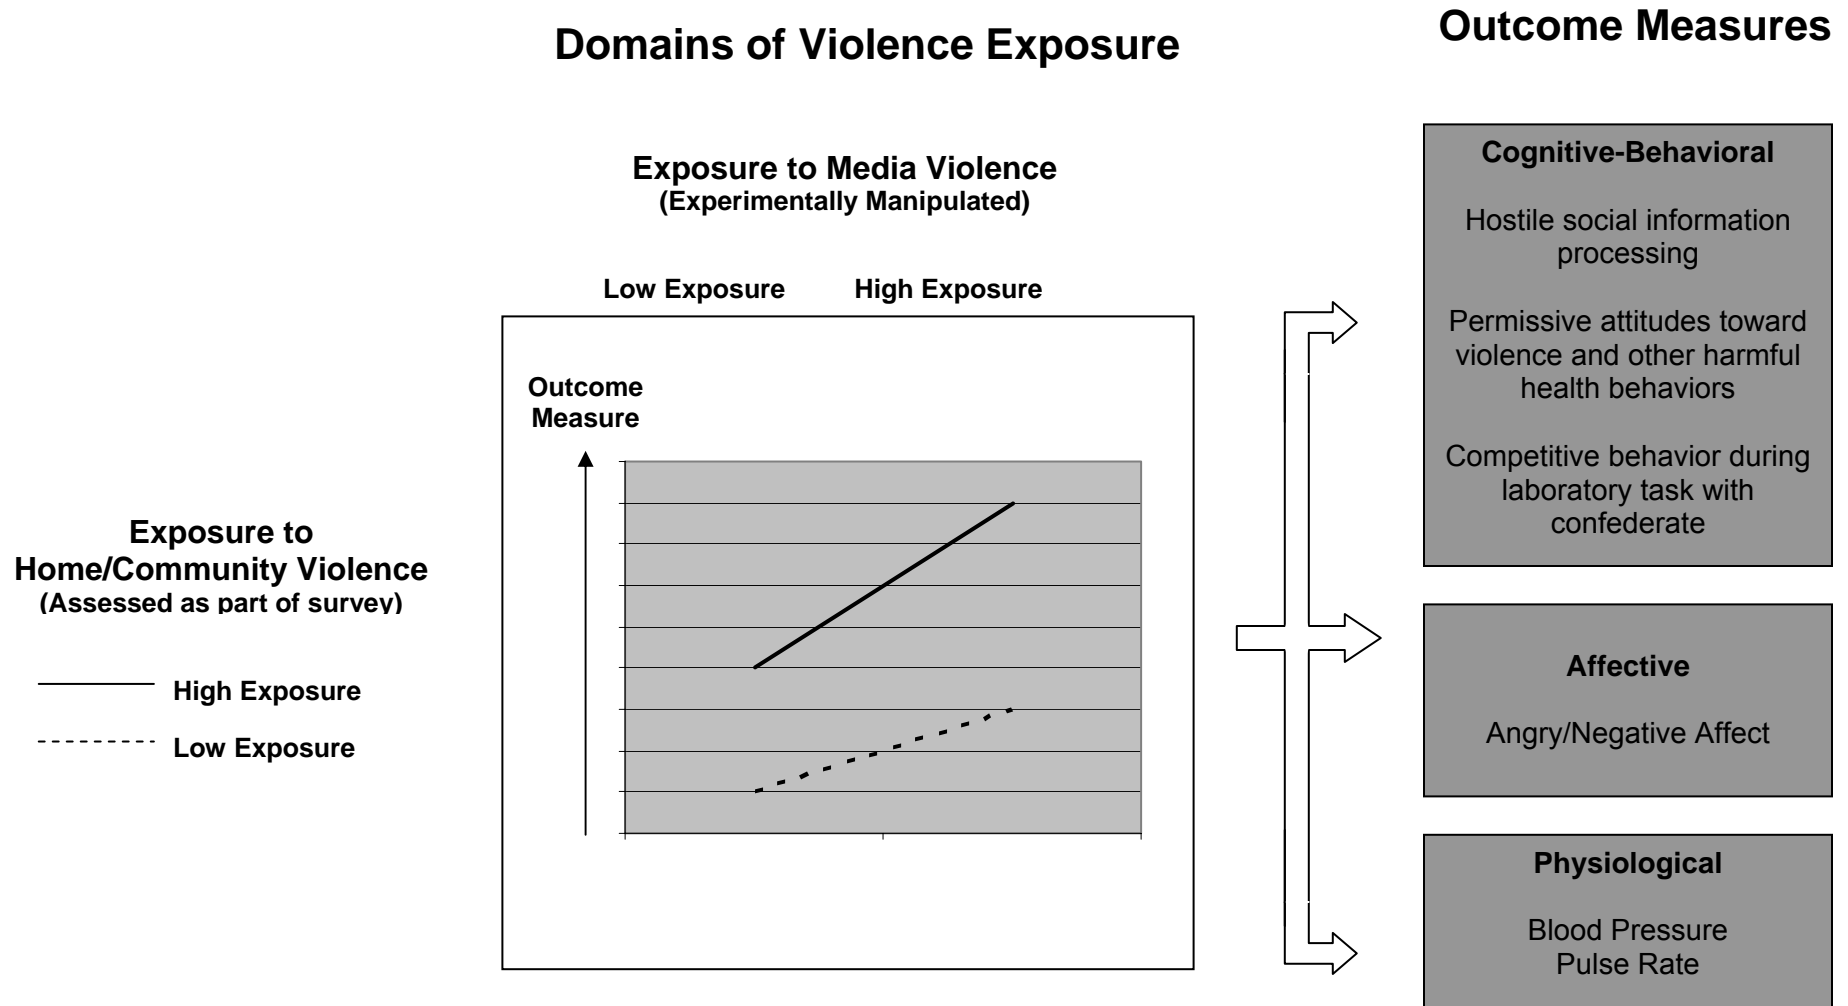 Domains of Violence Exposure
Outcome Measures
Exposure to Media Violence
(Experimentally Manipulated)
Low Exposure
High Exposure
Outcome
Measure
Exposure to
Home/Community Violence
(Assessed as part of survey)
High Exposure
Low Exposure
Cognitive-Behavioral
Hostile social information
processing
Permissive attitudes toward
violence and other harmful
health behaviors
Competitive behavior during
laboratory task with
confederate
Affective
Angry/Negative Affect
Physiological
Blood Pressure
Pulse Rate